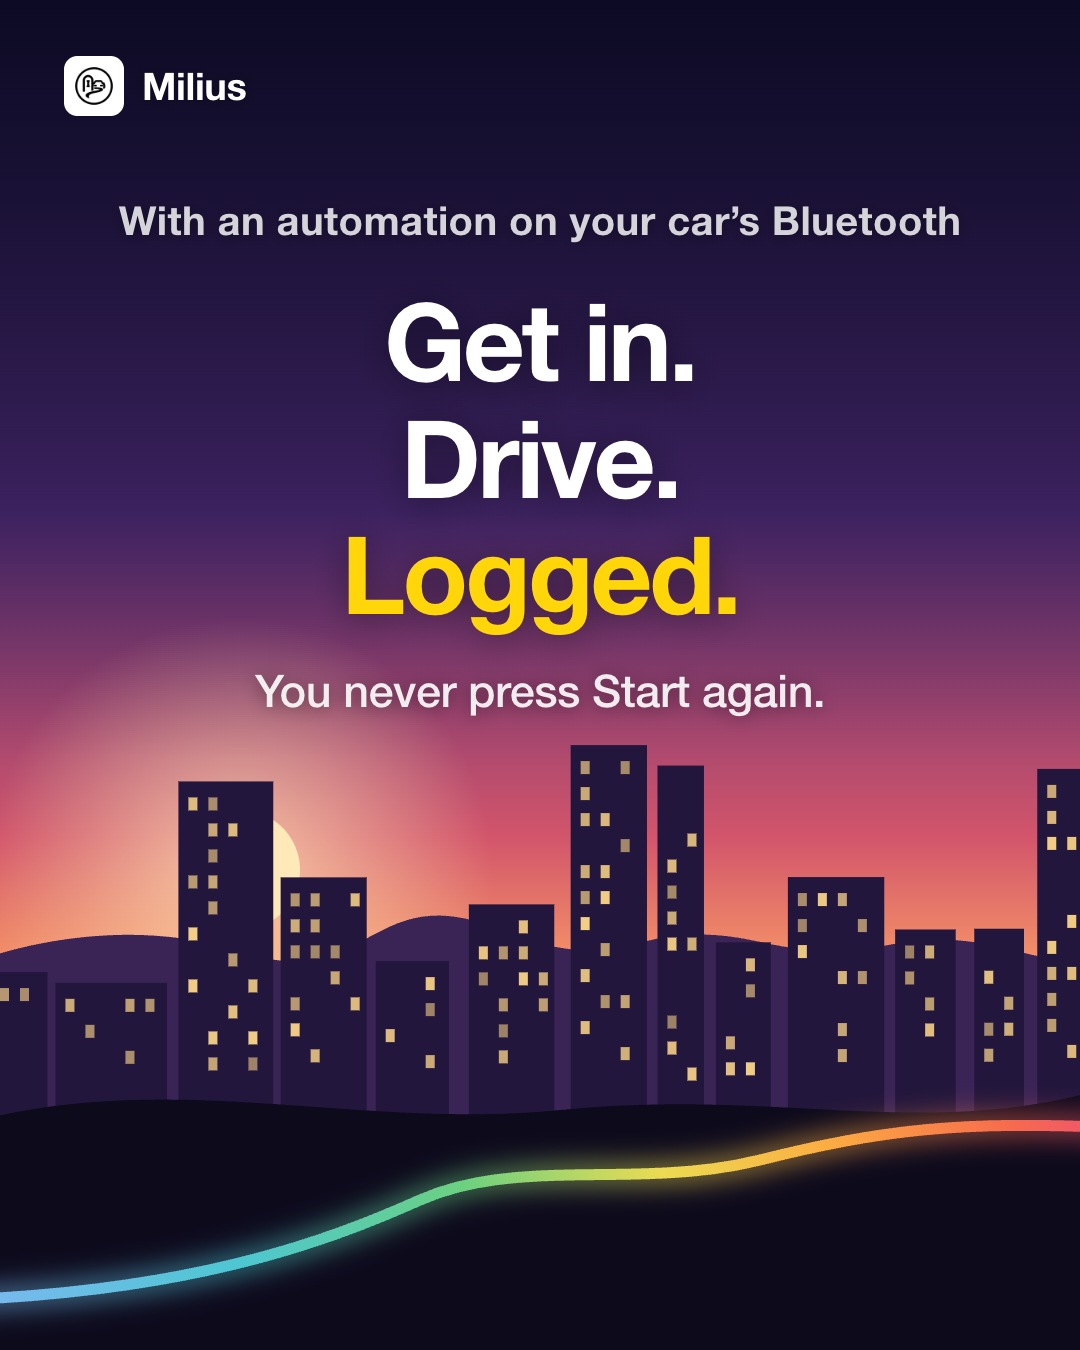 Milius
With an automation on your car’s Bluetooth
Get in.
Drive.
Logged.
You never press Start again.